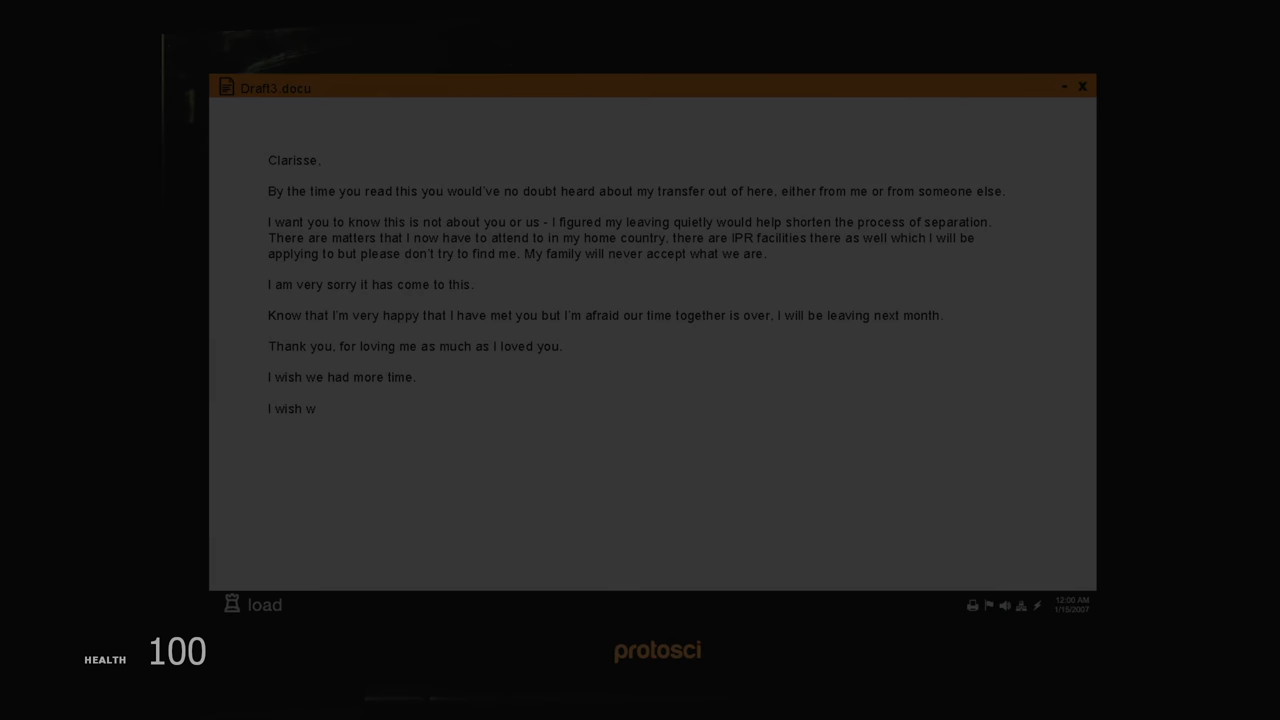 Draft3.docu
- X
Clarisse,
By the time you read this you would've no doubt heard about my transfer out of here, either from me or from someone else.
I want you to know this is not about you or us - I figured my leaving quietly would help shorten the process of separation.
There are matters that I now have to attend to in my home country, there are IPR facilities there as well which I will be
applying to but please don't try to find me. My family will never accept what we are.
I am very sorry it has come to this.
Know that I'm very happy that I have met you but I'm afraid our time together is over, I will be leaving next month.
Thank you, for loving me as much as I loved you.
I wish we had more time.
I wish w
load
12:00 AM
1/15/2007
HEALTH 100
protosci